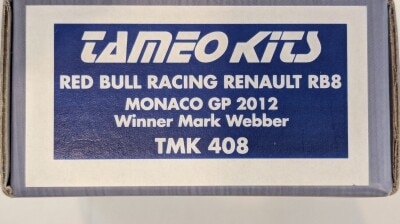 TAMEO KITS
RED BULL RACING RENAULT RB8
MONACO GP 2012
Winner Mark Webber
TMK 408